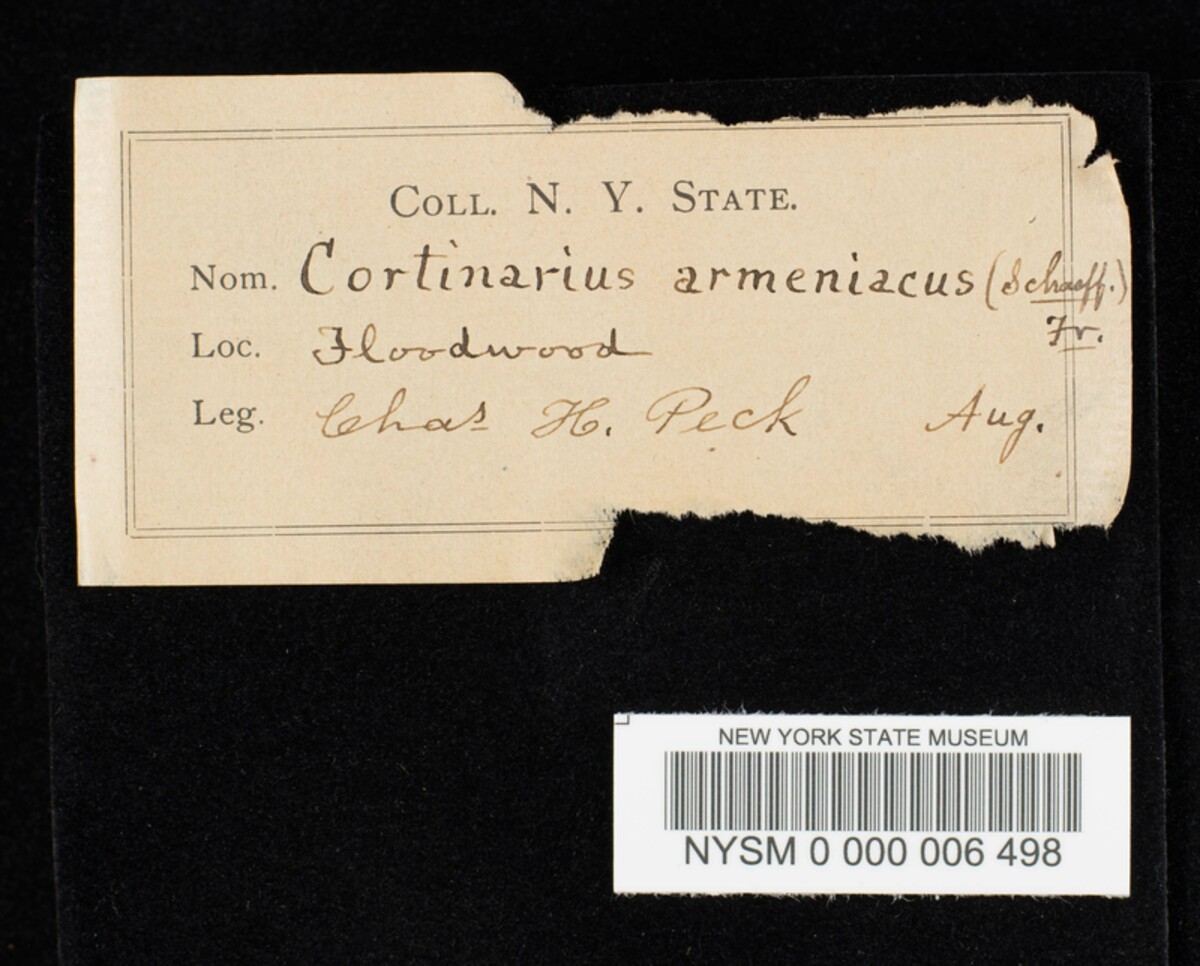 COLL. N. Y. STATE.
Nom. Cortinarius armeniacus (Schaeff.)
Fr.
Loc. Floodwood
Leg. Chas H. Peck Aug.
NEW YORK STATE MUSEUM
NYSM 0 000 006 498